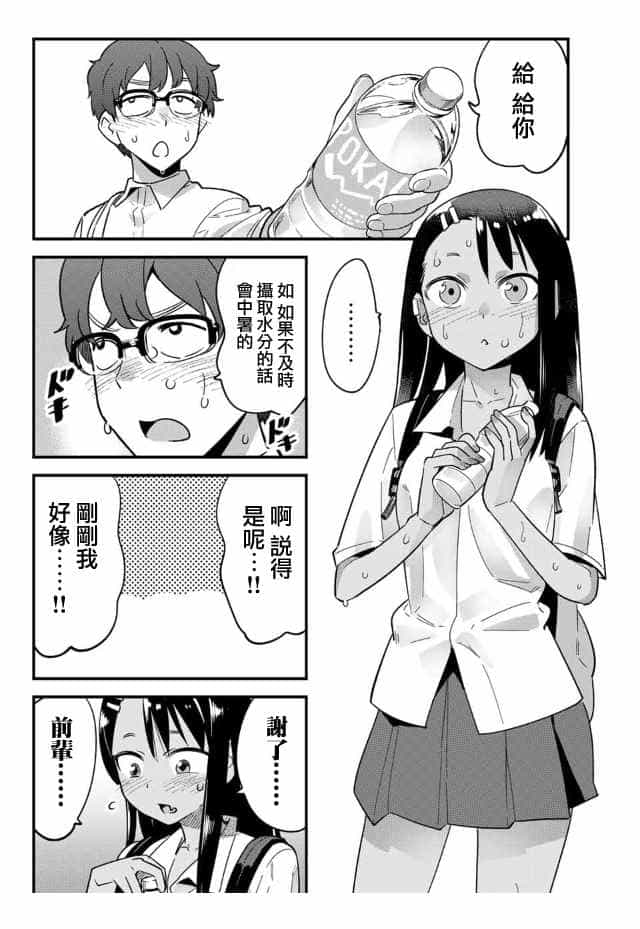 給 給你
POKA
………
如 如果不及時
攝取水分的話
會中暑的
ドキ
ドキ
啊 說得
是呢…!!
剛剛我
好像……!!
謝了…
前輩……